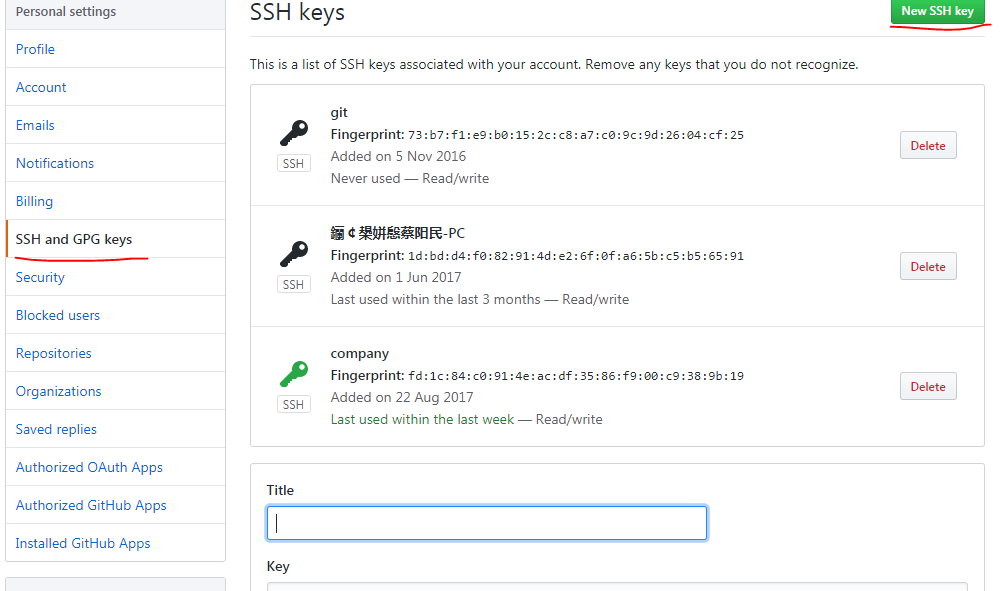 Personal settings
Profile
Account
Emails
Notifications
Billing
SSH and GPG keys
Security
Blocked users
Repositories
Organizations
Saved replies
Authorized OAuth Apps
Authorized GitHub Apps
Installed GitHub Apps
SSH keys
New SSH key
This is a list of SSH keys associated with your account. Remove any keys that you do not recognize.
git
Fingerprint: 73:b7:f1:e9:b0:15:2c:c8:a7:c0:9c:9d:26:04:cf:25
Added on 5 Nov 2016
Never used — Read/write
SSH
Delete
蔡阳民-PC
Fingerprint: 1d:bd:d4:f0:82:91:4d:e2:6f:0f:a6:5b:c5:b5:65:91
Added on 1 Jun 2017
Last used within the last 3 months — Read/write
SSH
Delete
company
Fingerprint: fd:1c:84:c0:91:4e:ac:df:35:86:f9:00:c9:38:9b:19
Added on 22 Aug 2017
Last used within the last week — Read/write
SSH
Delete
Title
Key